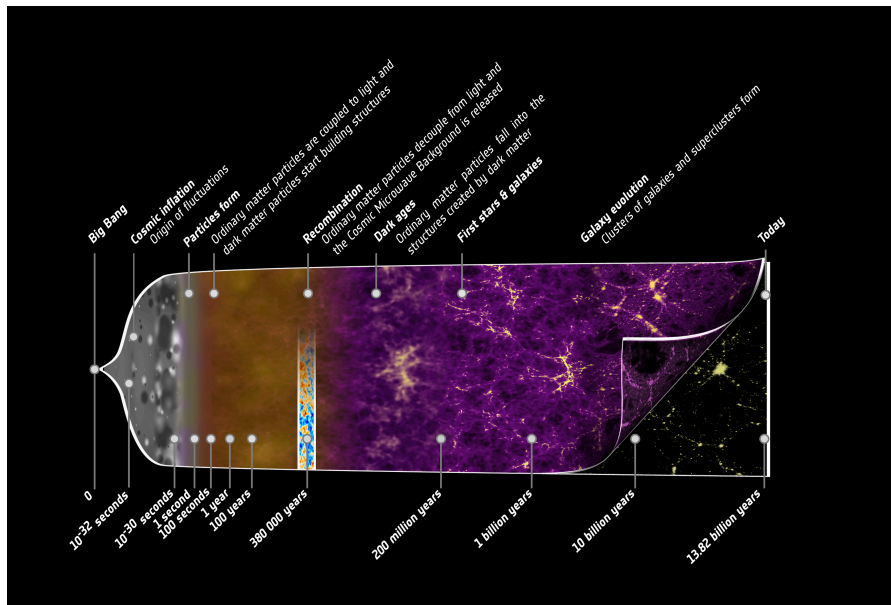 Big Bang
Cosmic inflation
Origin of fluctuations
Particles form
Ordinary matter particles are coupled to light and
dark matter particles start building structures
Recombination
Ordinary matter particles decouple from light and
the Cosmic Microwave Background is released
Dark ages
Ordinary matter particles fall into the
structures created by dark matter
First stars & galaxies
Galaxy evolution
Clusters of galaxies and superclusters form
Today
0
10-32 seconds
10-30 seconds
1 second
100 seconds
1 year
100 years
380 000 years
200 million years
1 billion years
10 billion years
13.82 billion years